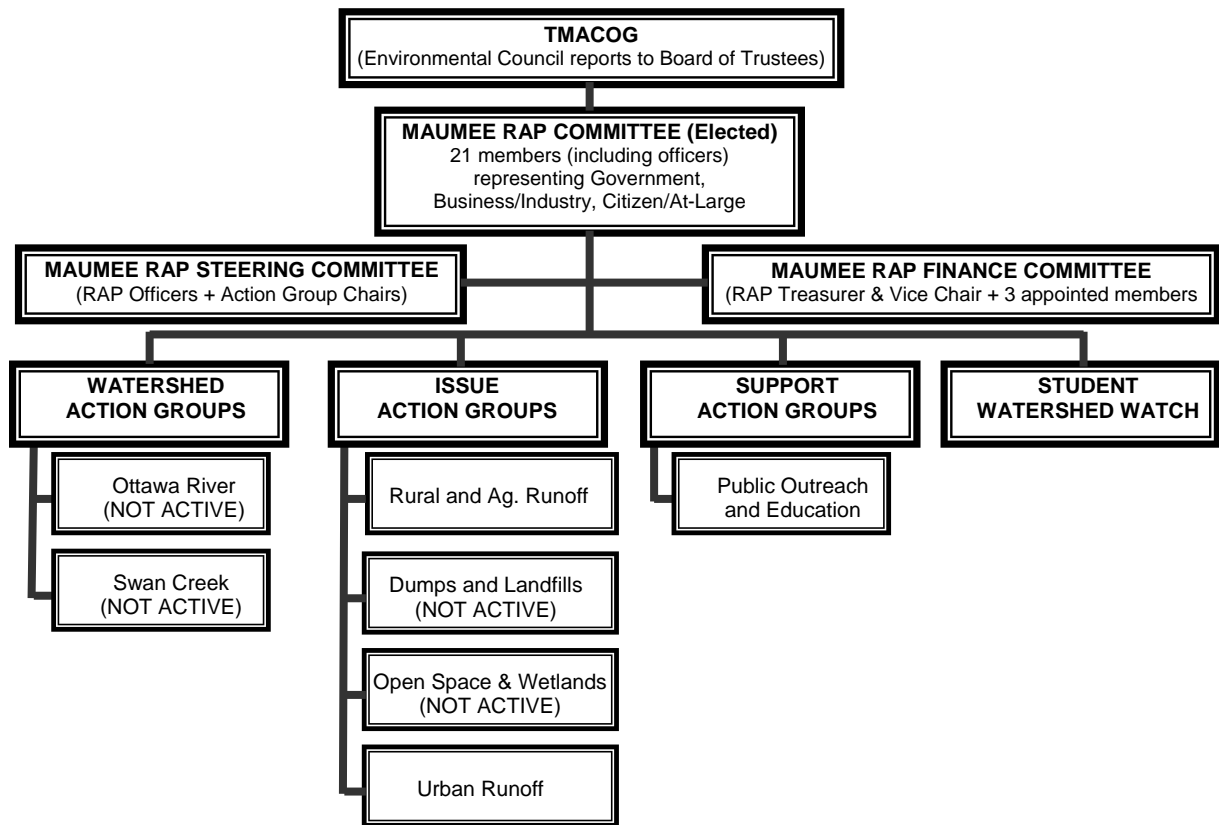 TMACOG
(Environmental Council reports to Board of Trustees)
MAUMEE RAP COMMITTEE (Elected)
21 members (including officers)
representing Government,
Business/Industry, Citizen/At-Large
MAUMEE RAP STEERING COMMITTEE
(RAP Officers + Action Group Chairs)
MAUMEE RAP FINANCE COMMITTEE
(RAP Treasurer & Vice Chair + 3 appointed members
WATERSHED
ACTION GROUPS
Ottawa River
(NOT ACTIVE)
Swan Creek
(NOT ACTIVE)
ISSUE
ACTION GROUPS
Rural and Ag. Runoff
Dumps and Landfills
(NOT ACTIVE)
Open Space & Wetlands
(NOT ACTIVE)
Urban Runoff
SUPPORT
ACTION GROUPS
Public Outreach
and Education
STUDENT
WATERSHED WATCH